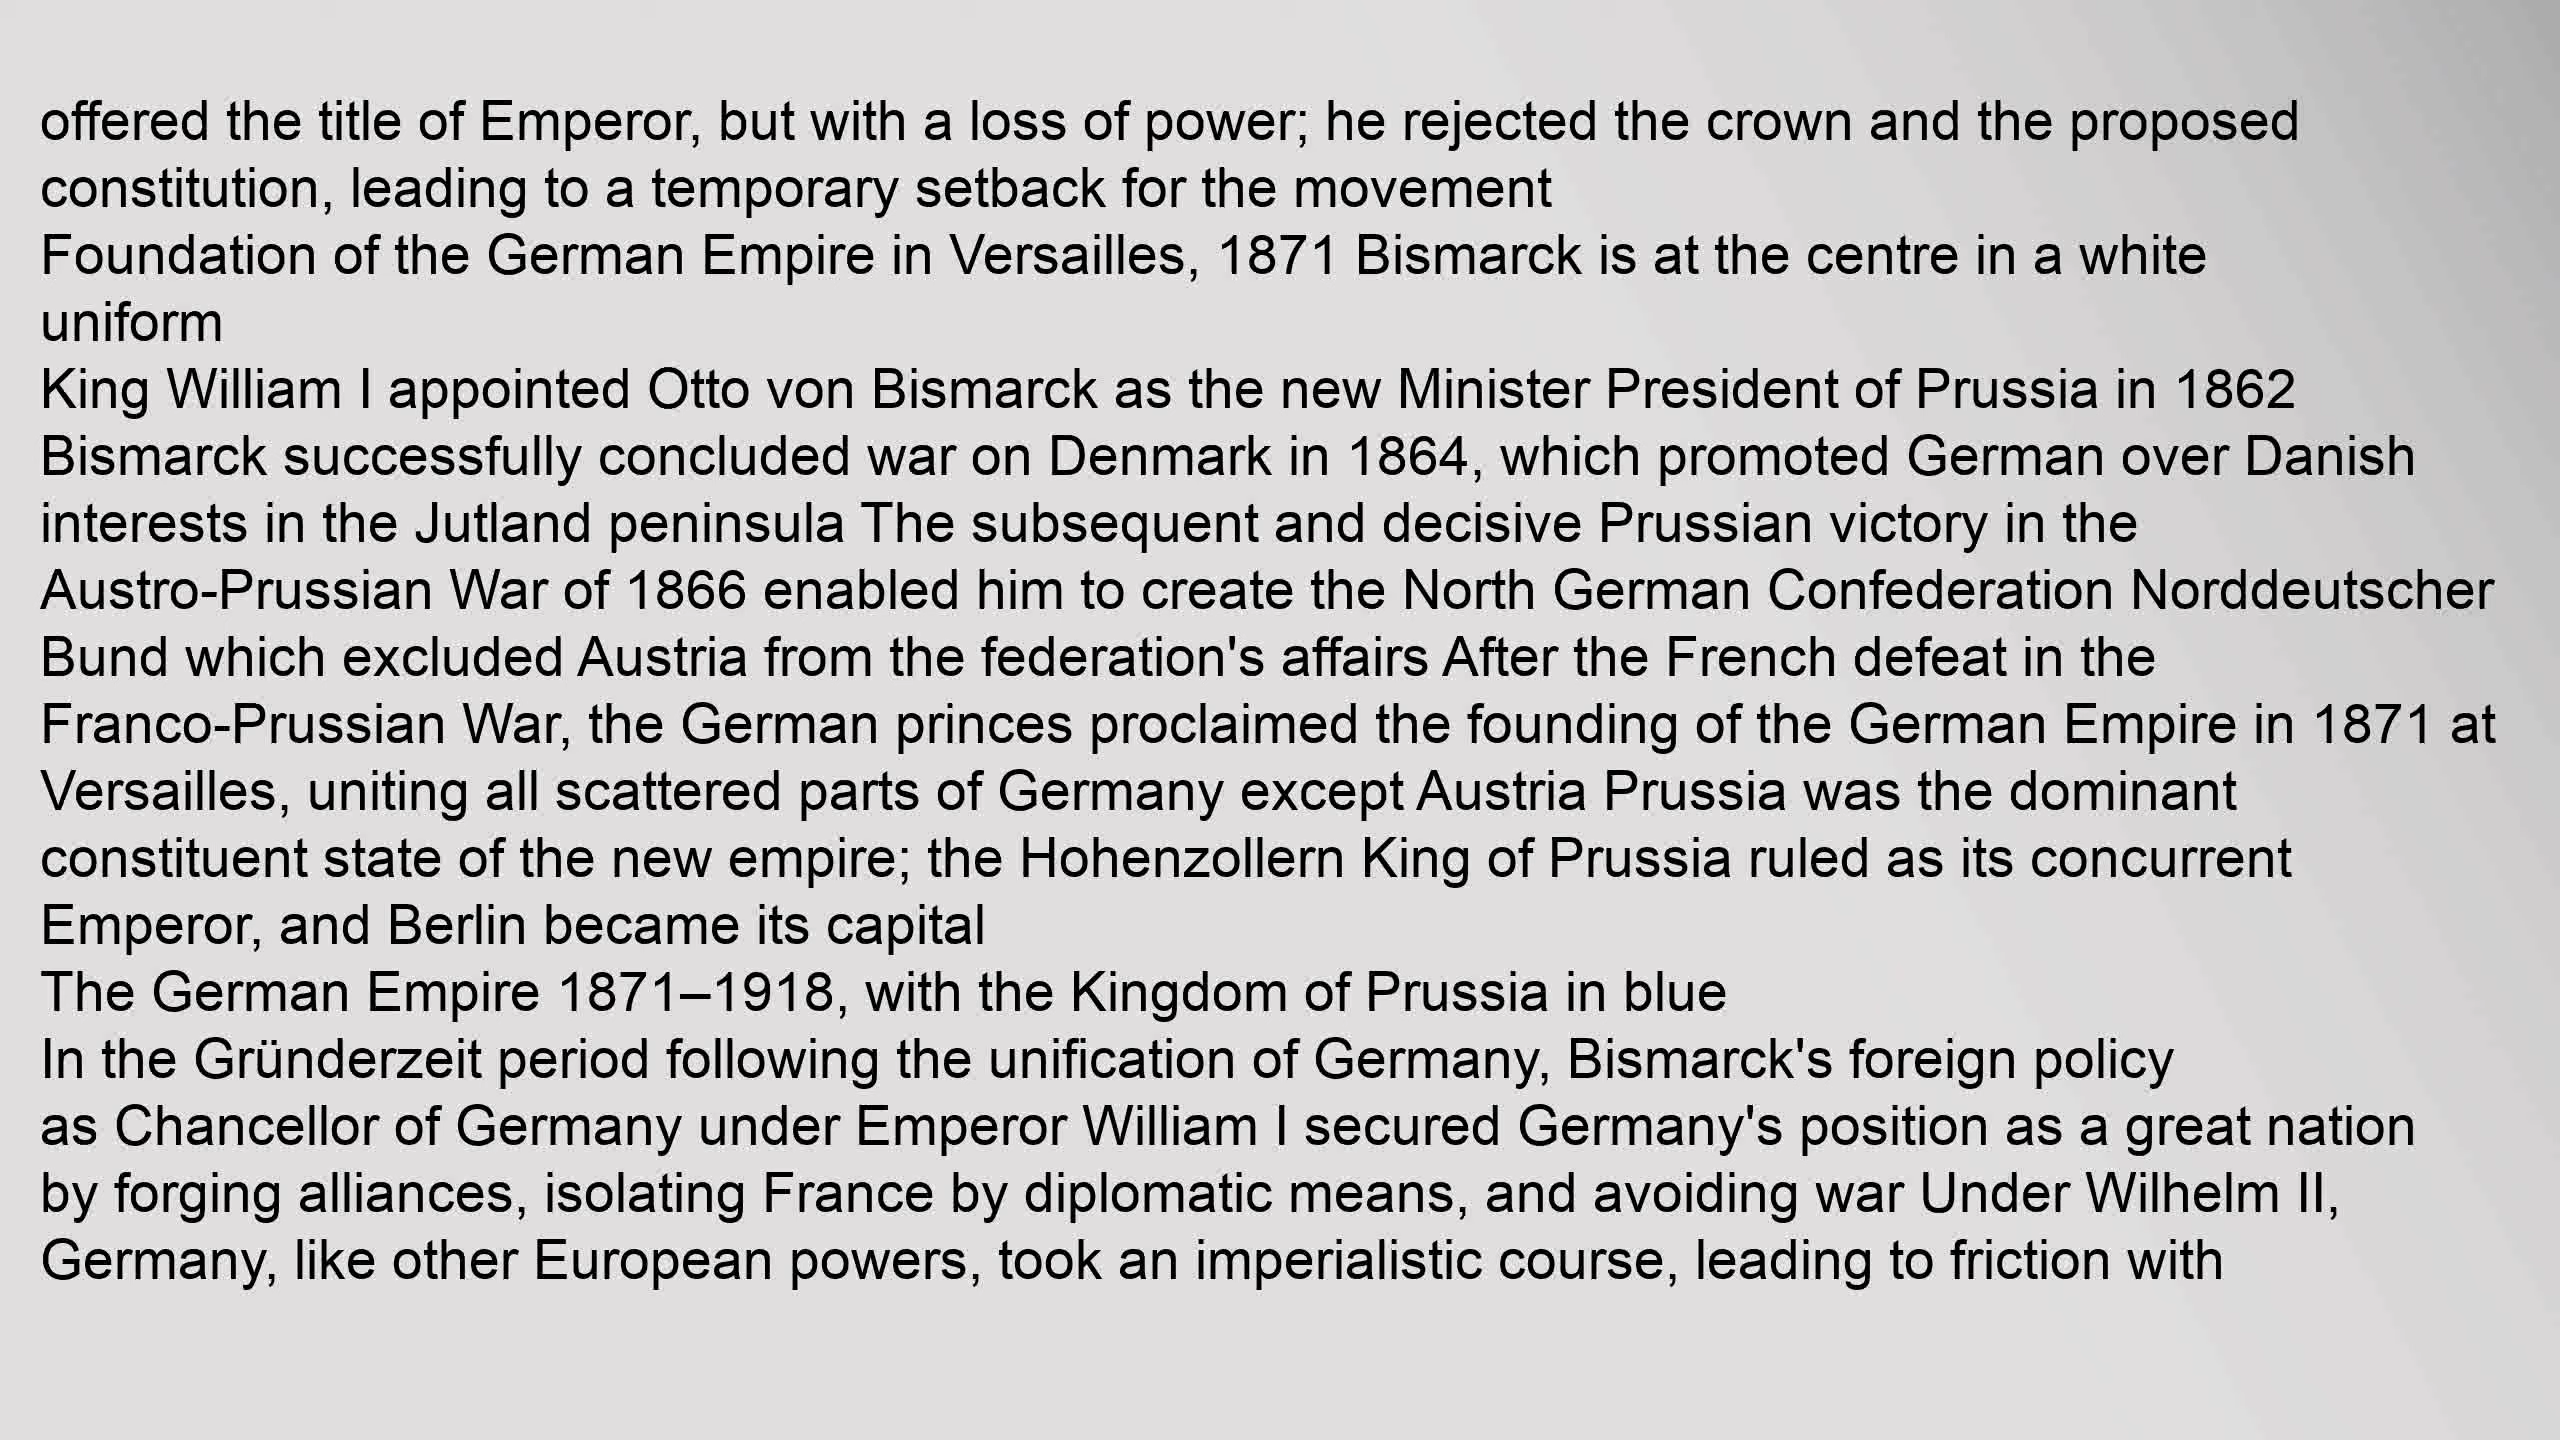 offered the title of Emperor, but with a loss of power; he rejected the crown and the proposed
constitution, leading to a temporary setback for the movement
Foundation of the German Empire in Versailles, 1871 Bismarck is at the centre in a white
uniform
King William I appointed Otto von Bismarck as the new Minister President of Prussia in 1862
Bismarck successfully concluded war on Denmark in 1864, which promoted German over Danish
interests in the Jutland peninsula The subsequent and decisive Prussian victory in the
Austro-Prussian War of 1866 enabled him to create the North German Confederation Norddeutscher
Bund which excluded Austria from the federation's affairs After the French defeat in the
Franco-Prussian War, the German princes proclaimed the founding of the German Empire in 1871 at
Versailles, uniting all scattered parts of Germany except Austria Prussia was the dominant
constituent state of the new empire; the Hohenzollern King of Prussia ruled as its concurrent
Emperor, and Berlin became its capital
The German Empire 1871–1918, with the Kingdom of Prussia in blue
In the Gründerzeit period following the unification of Germany, Bismarck's foreign policy
as Chancellor of Germany under Emperor William I secured Germany's position as a great nation
by forging alliances, isolating France by diplomatic means, and avoiding war Under Wilhelm II,
Germany, like other European powers, took an imperialistic course, leading to friction with